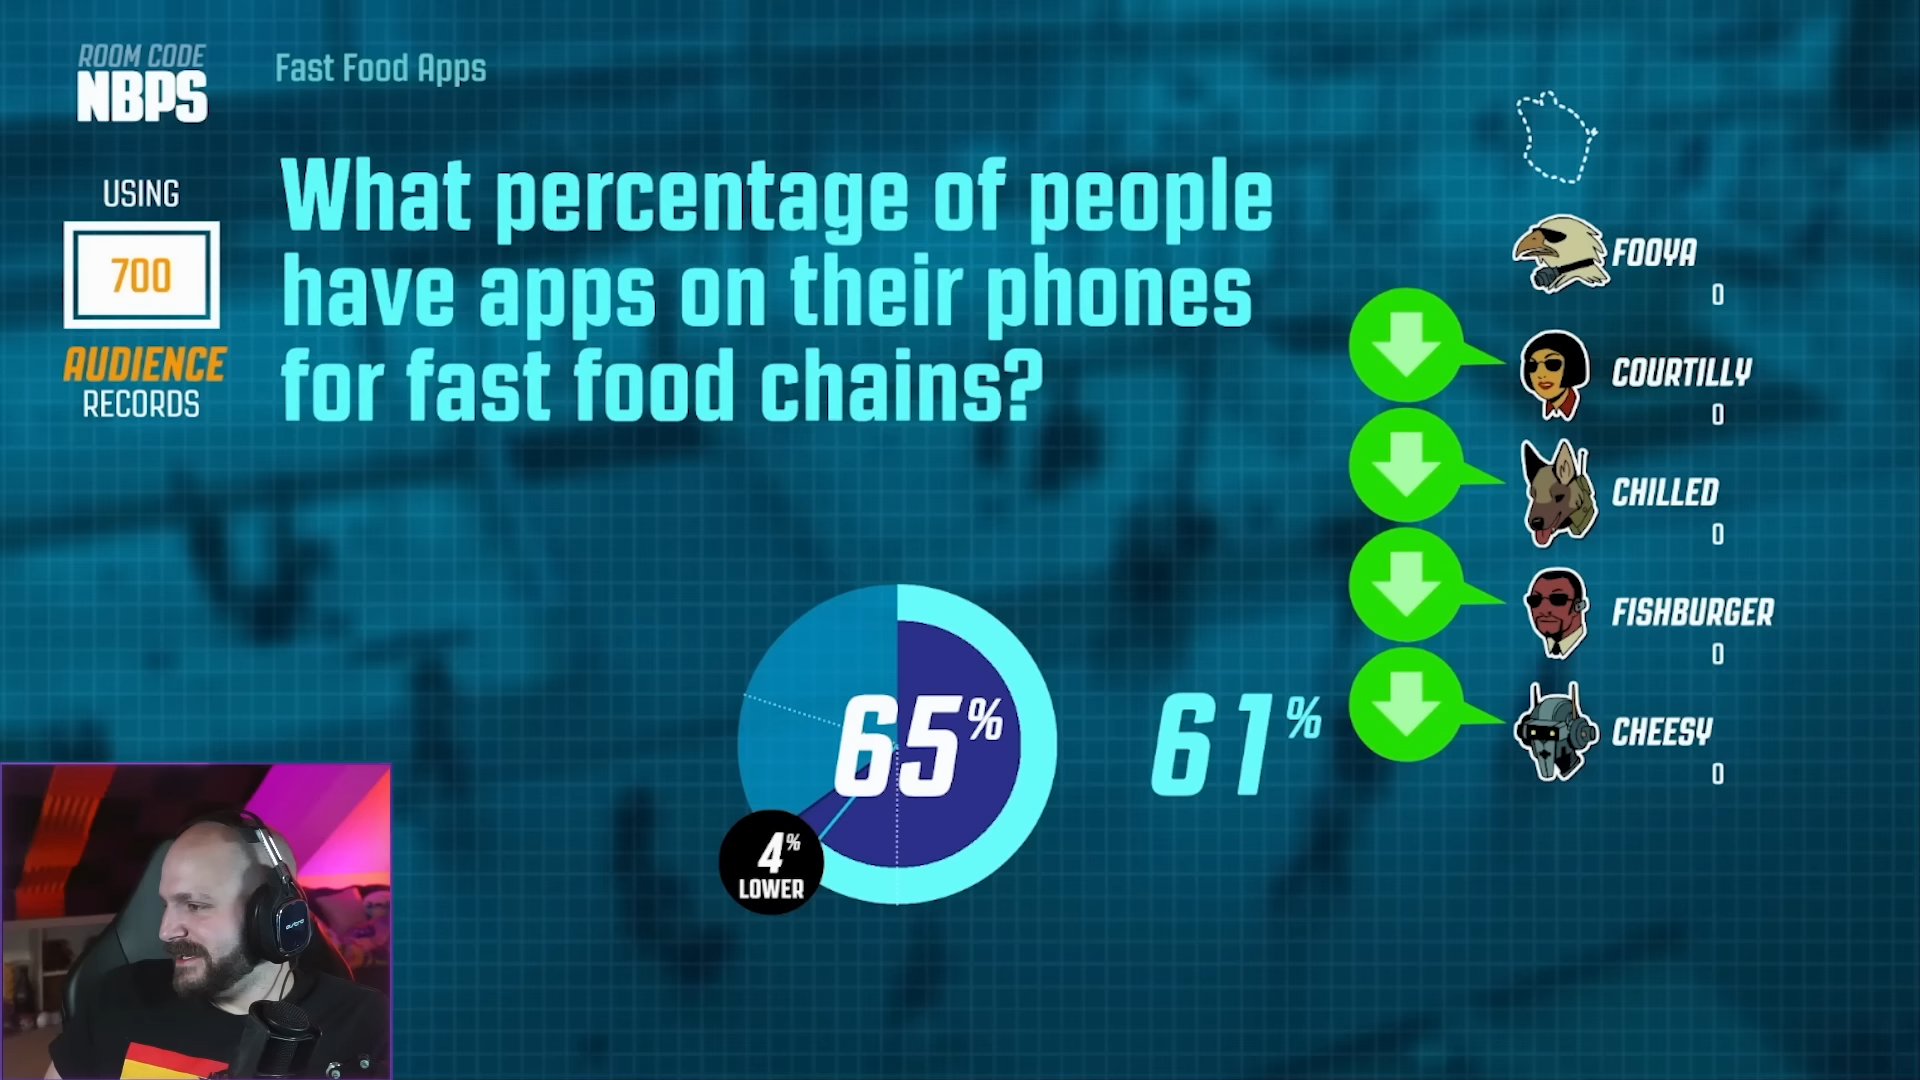 ROOM CODE
NBPS
Fast Food Apps
USING
700
AUDIENCE
RECORDS
What percentage of people
have apps on their phones
for fast food chains?
65%
4%
LOWER
61%
FOOYA
0
COURTILLY
0
CHILLED
0
FISHBURGER
0
CHEESY
0